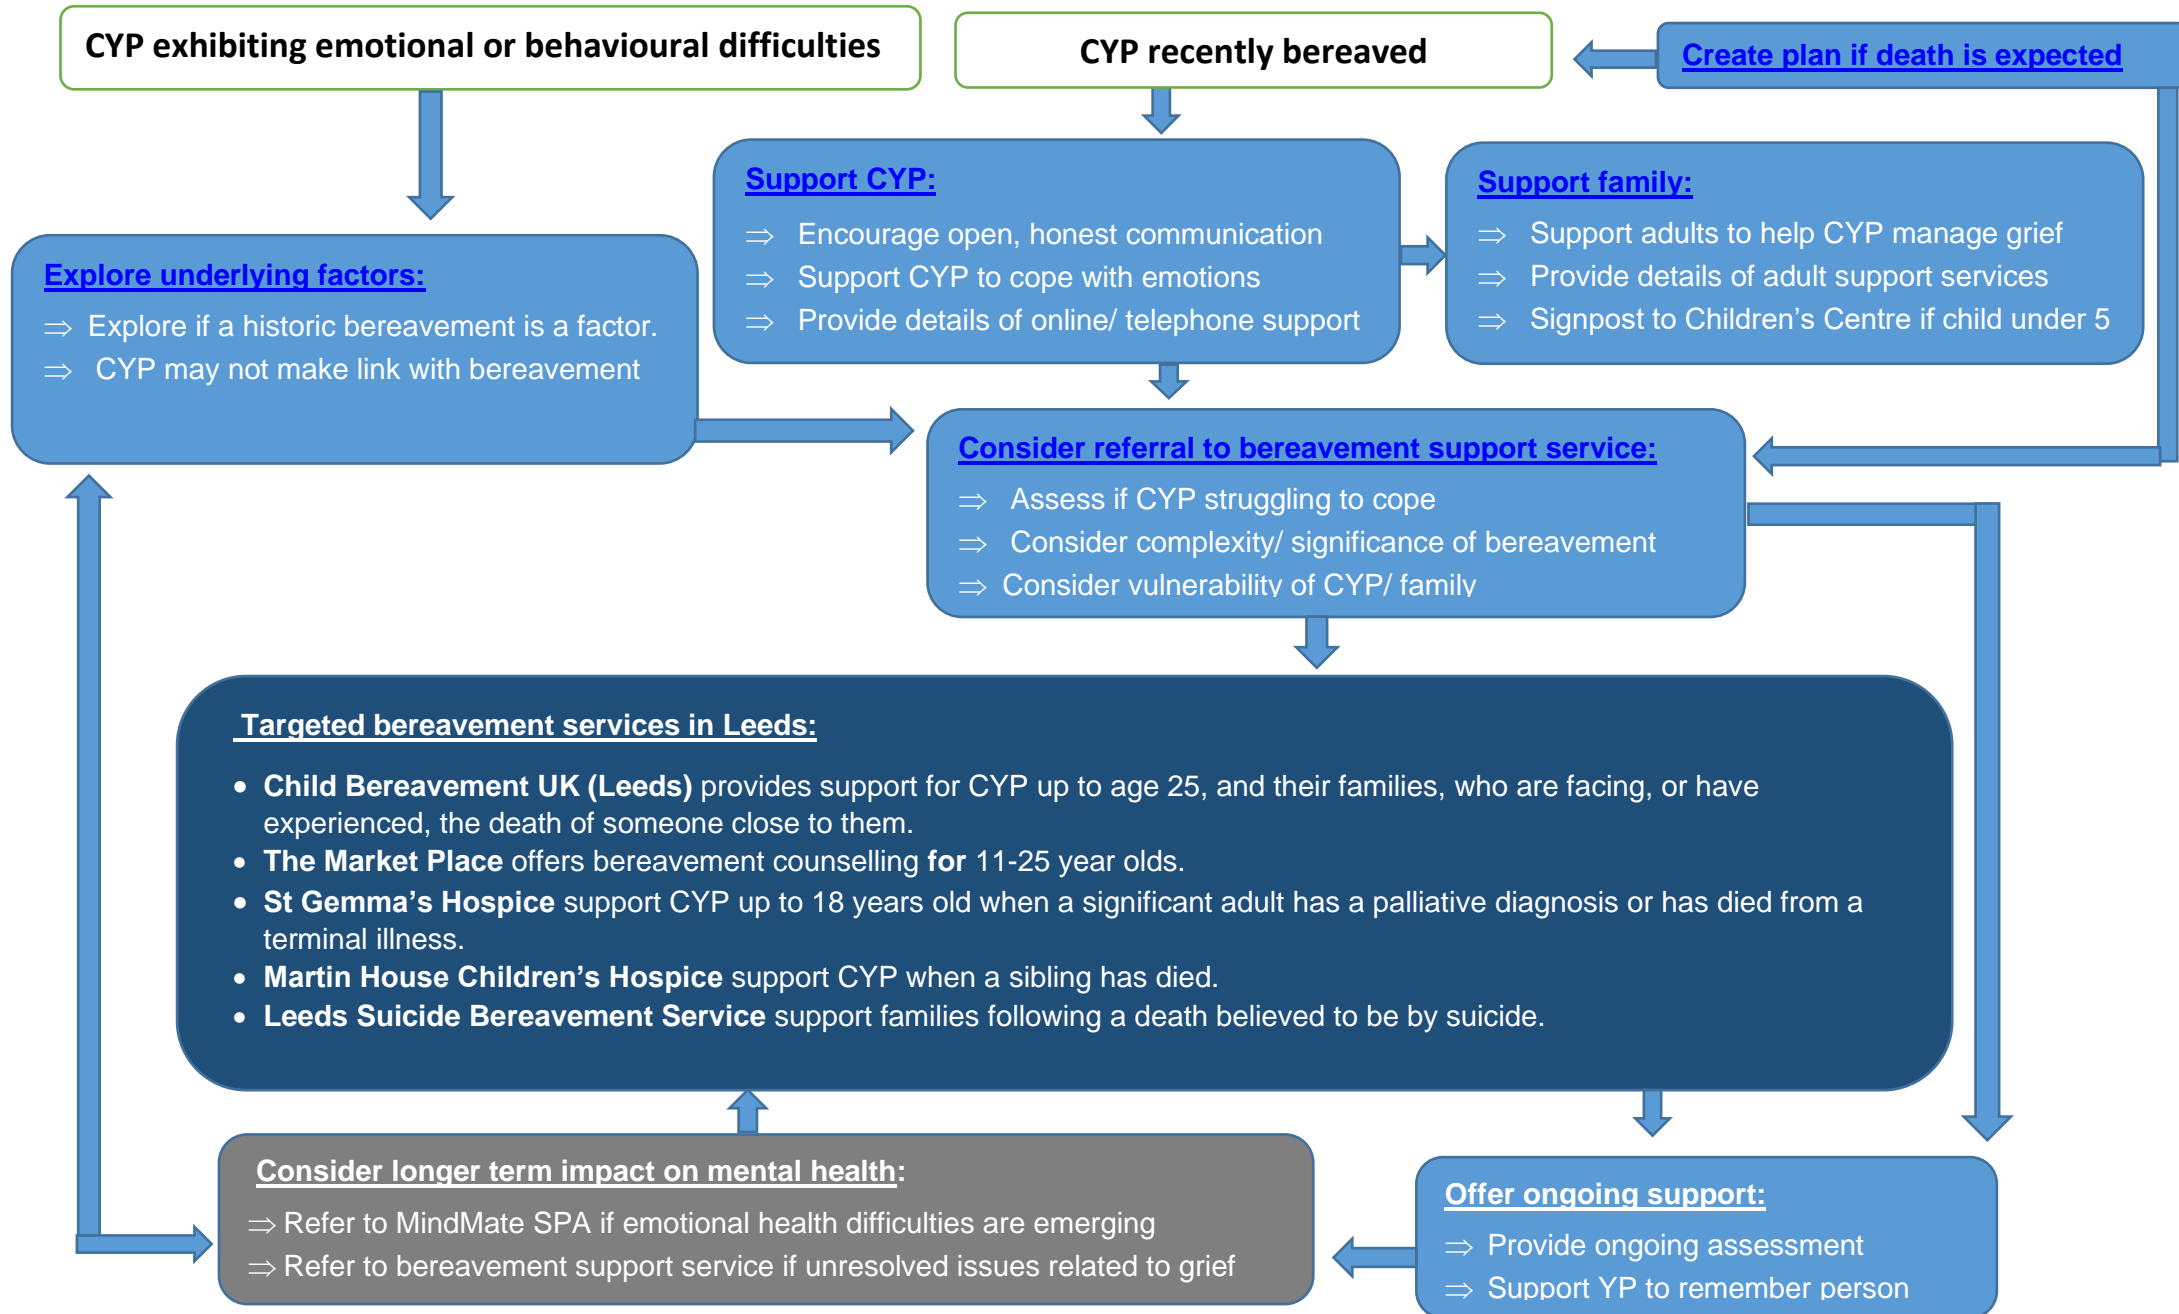 CYP exhibiting emotional or behavioural difficulties
CYP recently bereaved
Create plan if death is expected
Support CYP:
⇒ Encourage open, honest communication
⇒ Support CYP to cope with emotions
⇒ Provide details of online/ telephone support
Support family:
⇒ Support adults to help CYP manage grief
⇒ Provide details of adult support services
⇒ Signpost to Children’s Centre if child under 5
Explore underlying factors:
⇒ Explore if a historic bereavement is a factor.
⇒ CYP may not make link with bereavement
Consider referral to bereavement support service:
⇒ Assess if CYP struggling to cope
⇒ Consider complexity/ significance of bereavement
⇒ Consider vulnerability of CYP/ family
Targeted bereavement services in Leeds:
• Child Bereavement UK (Leeds) provides support for CYP up to age 25, and their families, who are facing, or have
experienced, the death of someone close to them.
• The Market Place offers bereavement counselling for 11-25 year olds.
• St Gemma’s Hospice support CYP up to 18 years old when a significant adult has a palliative diagnosis or has died from a
terminal illness.
• Martin House Children’s Hospice support CYP when a sibling has died.
• Leeds Suicide Bereavement Service support families following a death believed to be by suicide.
Consider longer term impact on mental health:
⇒ Refer to MindMate SPA if emotional health difficulties are emerging
⇒ Refer to bereavement support service if unresolved issues related to grief
Offer ongoing support:
⇒ Provide ongoing assessment
⇒ Support YP to remember person